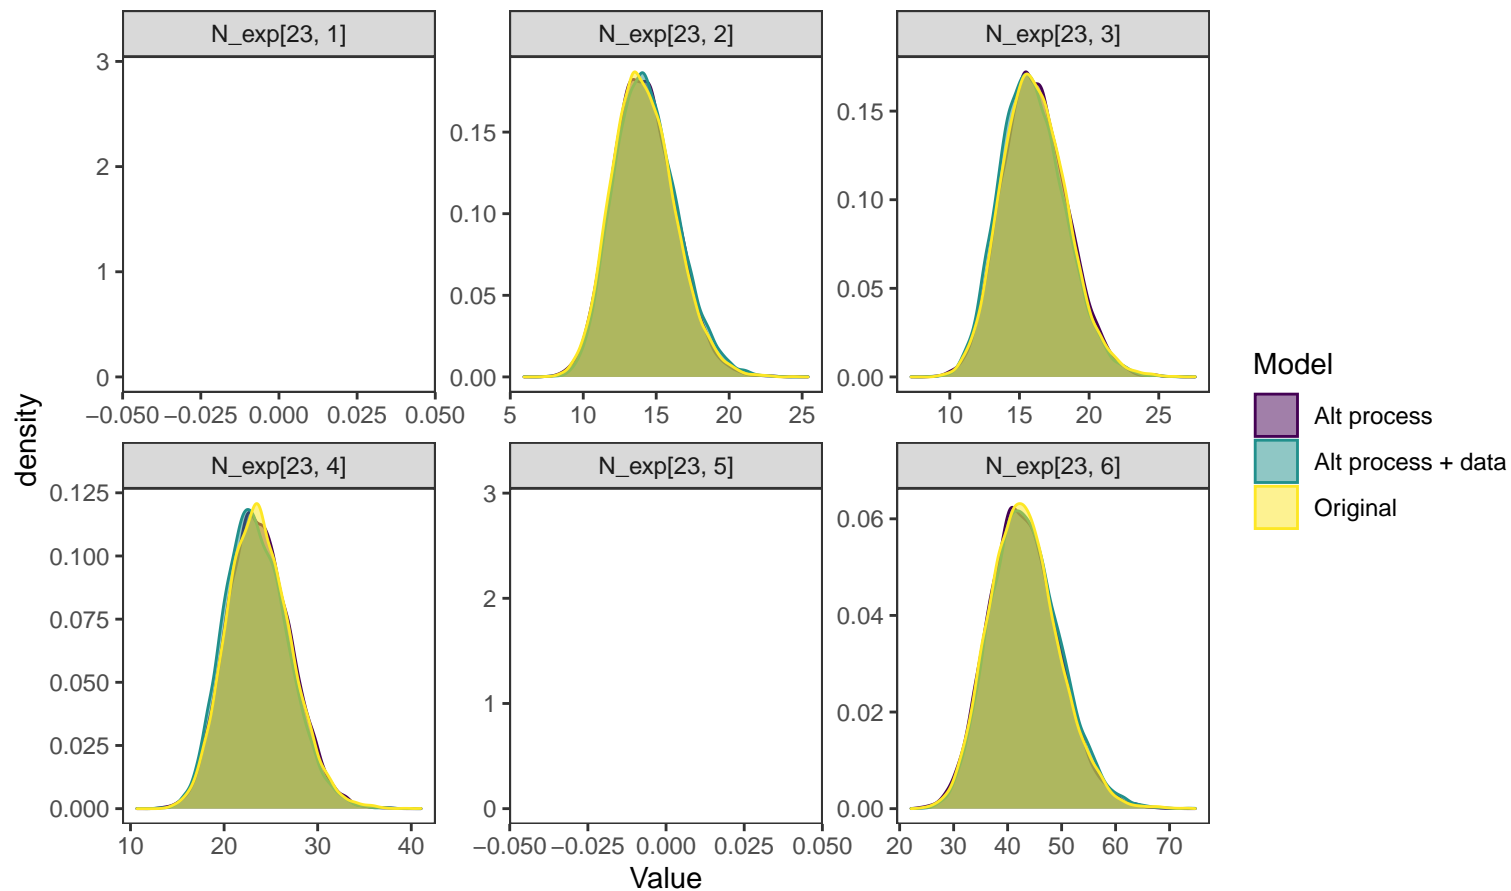 N_exp[23, 1] N_exp[23, 2] N_exp[23, 3]
3
2
1
0
−0.050 −0.025 0.000 0.025 0.050
0.15
0.10
0.05
0.00
5 10 15 20 25
0.15
0.10
0.05
0.00
10 15 20 25
density
N_exp[23, 4] N_exp[23, 5] N_exp[23, 6]
0.125
0.100
0.075
0.050
0.025
0.000
10 20 30 40
3
2
1
0
−0.050 −0.025 0.000 0.025 0.050
0.06
0.04
0.02
0.00
20 30 40 50 60 70
Value
Model
Alt process
Alt process + data
Original